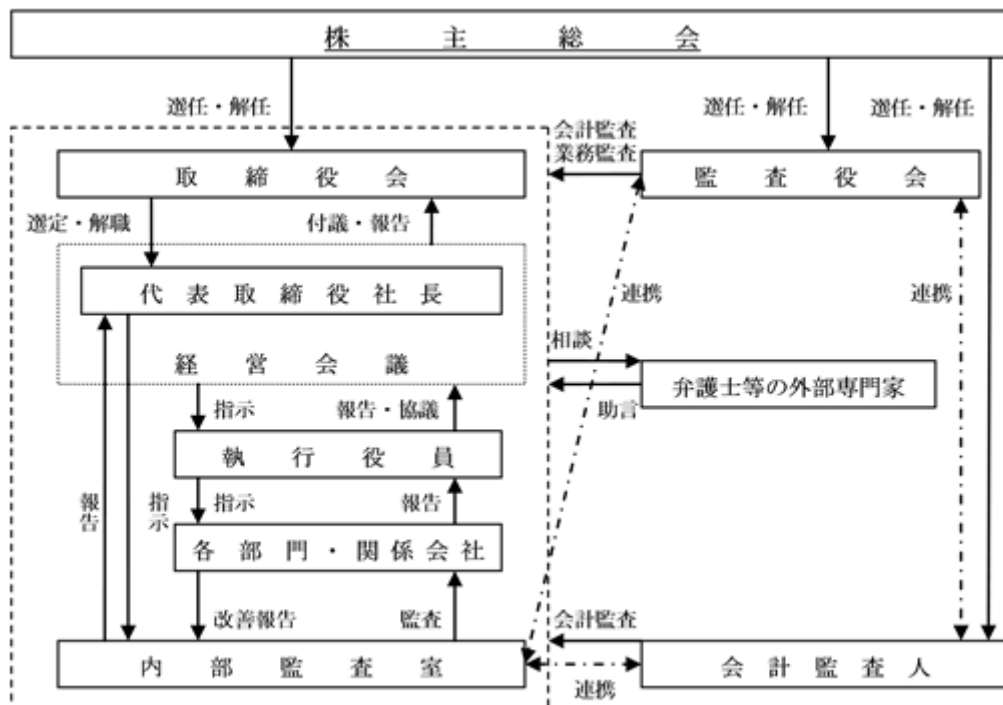 株主総会
選任・解任
選任・解任
選任・解任
会計監査
業務監査
取締役会
監査役会
選定・解職
付議・報告
代表取締役社長
連携
連携
経営会議
相談
弁護士等の外部専門家
助言
指示
報告・協議
執行役員
報告
指示
指示
報告
各部門・関係会社
改善報告
監査
会計監査
内部監査室
会計監査人
連携